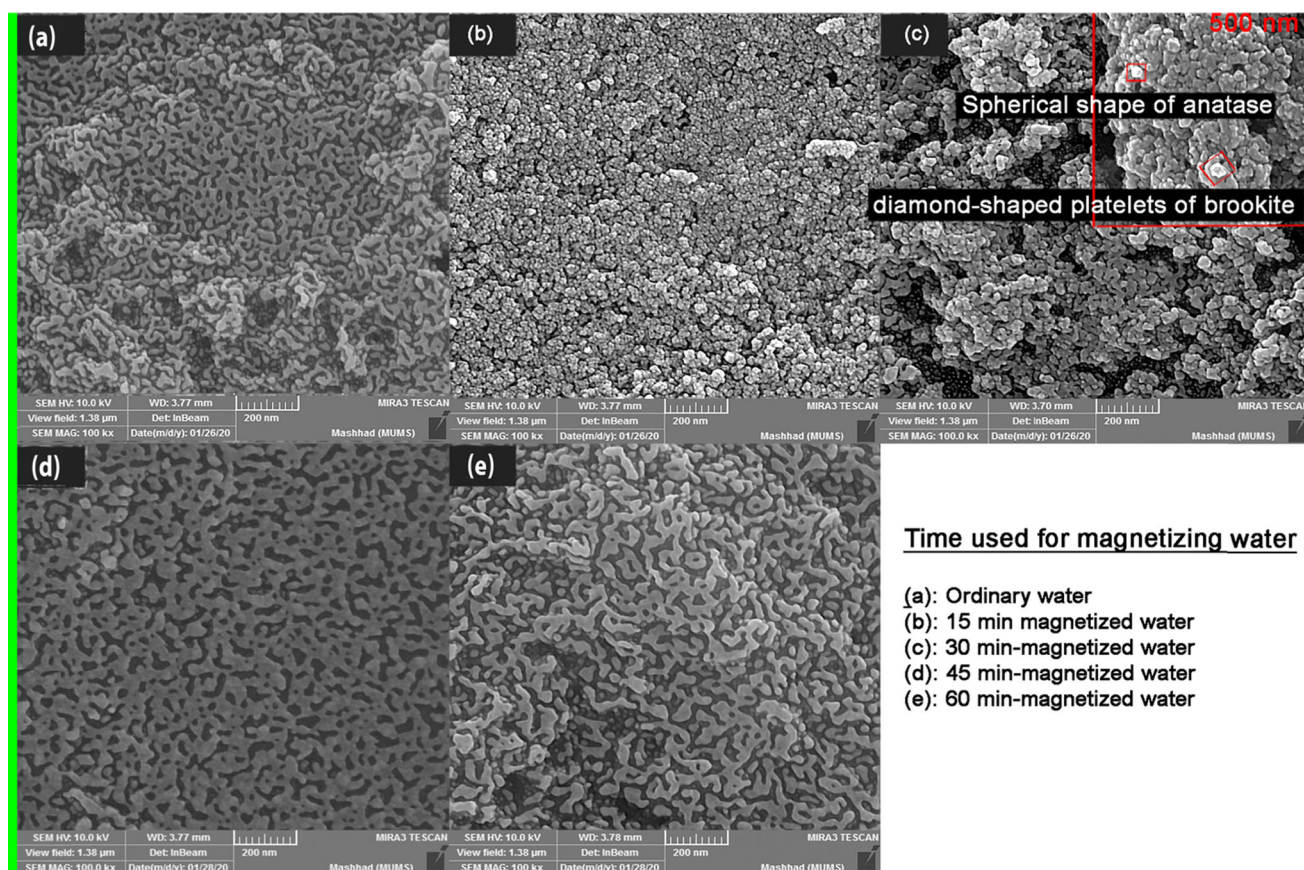 (a)
SEM HV: 10.0 kV WD: 3.77 mm MIRA3 TESCAN
View field: 1.38 µm Det: InBeam 200 nm
SEM MAG: 100 kx Date(m/d/y): 01/26/20 Mashhad (MUMS)
(b)
SEM HV: 10.0 kV WD: 3.77 mm MIRA3 TESCAN
View field: 1.38 µm Det: InBeam 200 nm
SEM MAG: 100 kx Date(m/d/y): 01/26/20 Mashhad (MUMS)
(c)
500 nm
Spherical shape of anatase
diamond-shaped platelets of brookite
SEM HV: 10.0 kV WD: 3.70 mm MIRA3 TESCAN
View field: 1.38 µm Det: InBeam 200 nm
SEM MAG: 100.0 kx Date(m/d/y): 01/26/20 Mashhad (MUMS)
(d)
SEM HV: 10.0 kV WD: 3.77 mm MIRA3 TESCAN
View field: 1.38 µm Det: InBeam 200 nm
SEM MAG: 100.0 kx Date(m/d/y): 01/28/20 Mashhad (MUMS)
(e)
SEM HV: 10.0 kV WD: 3.78 mm MIRA3 TESCAN
View field: 1.38 µm Det: InBeam 200 nm
SEM MAG: 100.0 kx Date(m/d/y): 01/28/20 Mashhad (MUMS)
Time used for magnetizing water
(a): Ordinary water
(b): 15 min magnetized water
(c): 30 min-magnetized water
(d): 45 min-magnetized water
(e): 60 min-magnetized water